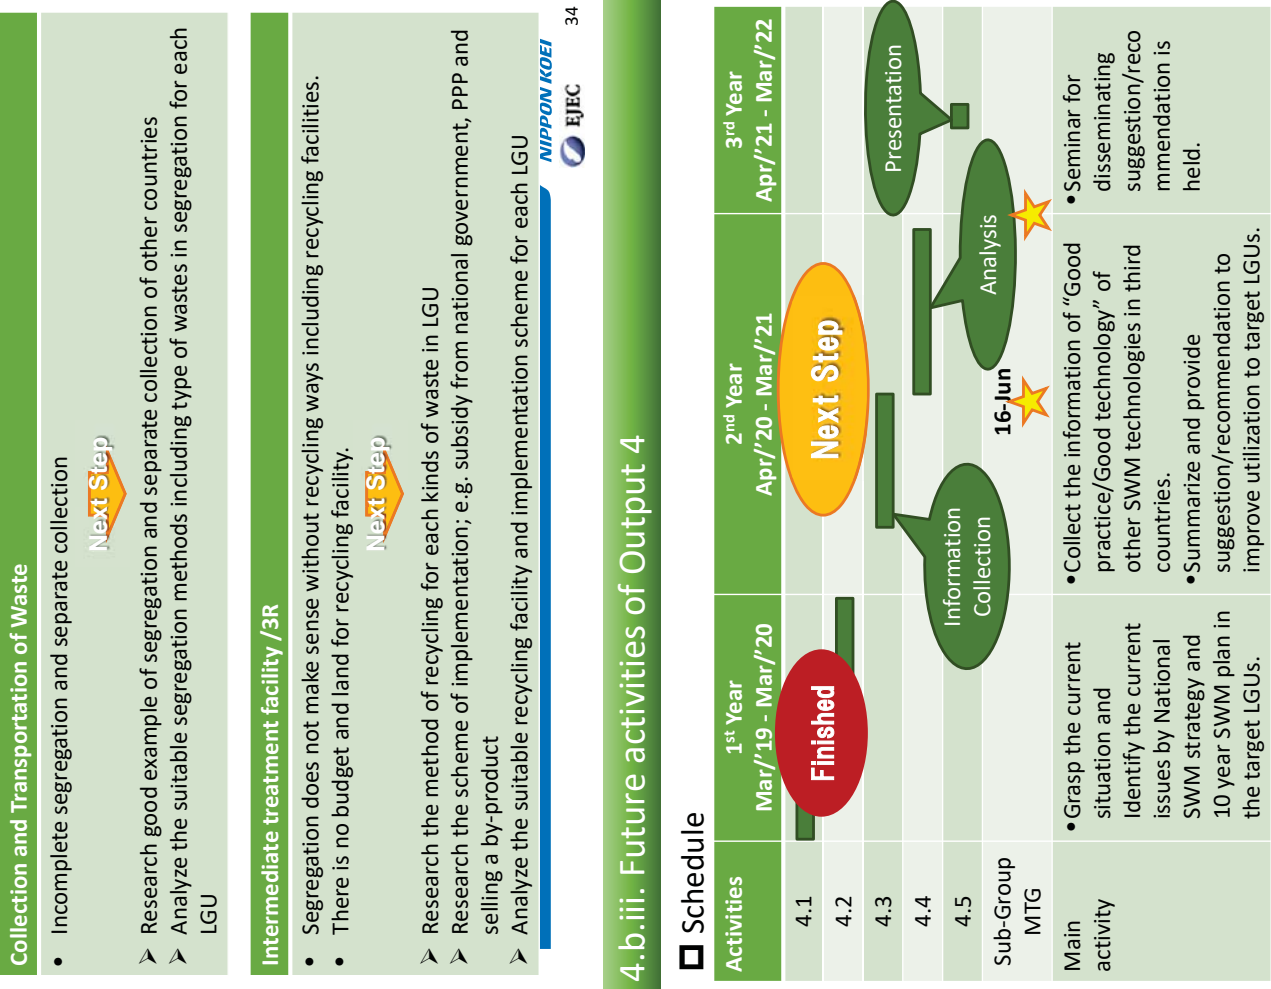 Collection and Transportation of Waste
• Incomplete segregation and separate collection
Next Step
➢ Research good example of segregation and separate collection of other countries
➢ Analyze the suitable segregation methods including type of wastes in segregation for each
LGU
Intermediate treatment facility /3R
• Segregation does not make sense without recycling ways including recycling facilities.
• There is no budget and land for recycling facility.
Next Step
➢ Research the method of recycling for each kinds of waste in LGU
➢ Research the scheme of implementation; e.g. subsidy from national government, PPP and
selling a by-product
➢ Analyze the suitable recycling facility and implementation scheme for each LGU
NIPPON KOEI
EJEC
34
4.b.iii. Future activities of Output 4
Schedule
Activities
1st Year
Mar/'19 - Mar/'20
2nd Year
Apr/'20 - Mar/'21
3rd Year
Apr/'21 - Mar/'22
4.1
4.2
4.3
4.4
4.5
Finished
Next Step
Information
Collection
Analysis
Presentation
Sub-Group
MTG
16-Jun
Main
activity
•Grasp the current
situation and
Identify the current
issues by National
SWM strategy and
10 year SWM plan in
the target LGUs.
•Collect the information of “Good
practice/Good technology” of
other SWM technologies in third
countries.
•Summarize and provide
suggestion/recommendation to
improve utilization to target LGUs.
•Seminar for
disseminating
suggestion/reco
mmendation is
held.